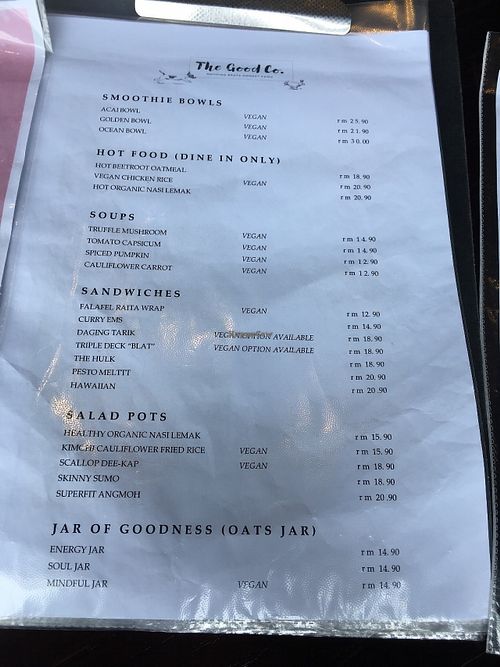 The Good Co.
SMOOTHIE BOWLS
ACAI BOWL VEGAN rm 25.90
GOLDEN BOWL VEGAN rm 21.90
OCEAN BOWL VEGAN rm 30.00
HOT FOOD (DINE IN ONLY)
HOT BEETROOT OATMEAL rm 18.90
VEGAN CHICKEN RICE VEGAN rm 20.90
HOT ORGANIC NASI LEMAK rm 20.90
SOUPS
TRUFFLE MUSHROOM VEGAN rm 14.90
TOMATO CAPSICUM VEGAN rm 14.90
SPICED PUMPKIN VEGAN rm 12.90
CAULIFLOWER CARROT VEGAN rm 12.90
SANDWICHES
FALAFEL RAITA WRAP VEGAN rm 12.90
CURRY EMS rm 14.90
DAGING TARIK VEGAN OPTION AVAILABLE rm 18.90
TRIPLE DECK "BLAT" VEGAN OPTION AVAILABLE rm 18.90
THE HULK rm 18.90
PESTO MELTTT rm 20.90
HAWAIIAN rm 20.90
SALAD POTS
HEALTHY ORGANIC NASI LEMAK rm 15.90
KIMCHI CAULIFLOWER FRIED RICE VEGAN rm 15.90
SCALLOP DEE-KAP VEGAN rm 18.90
SKINNY SUMO rm 18.90
SUPERFIT ANGMOH rm 20.90
JAR OF GOODNESS (OATS JAR)
ENERGY JAR rm 14.90
SOUL JAR rm 14.90
MINDFUL JAR VEGAN rm 14.90